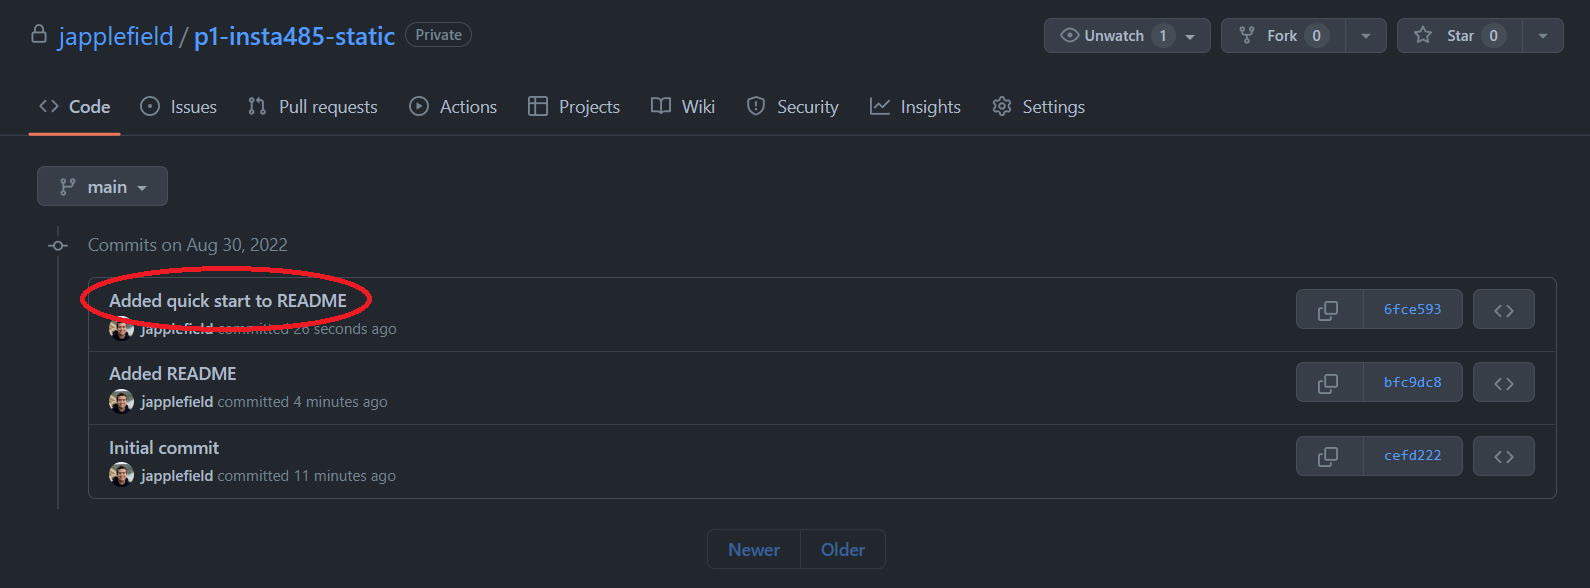 japplefield / p1-insta485-static Private Unwatch 1 Fork 0 Star 0
Code Issues Pull requests Actions Projects Wiki Security Insights Settings
main
Commits on Aug 30, 2022
Added quick start to README
japplefield committed 26 seconds ago
6fce593
Added README
japplefield committed 4 minutes ago
bfc9dc8
Initial commit
japplefield committed 11 minutes ago
cefd222
Newer Older